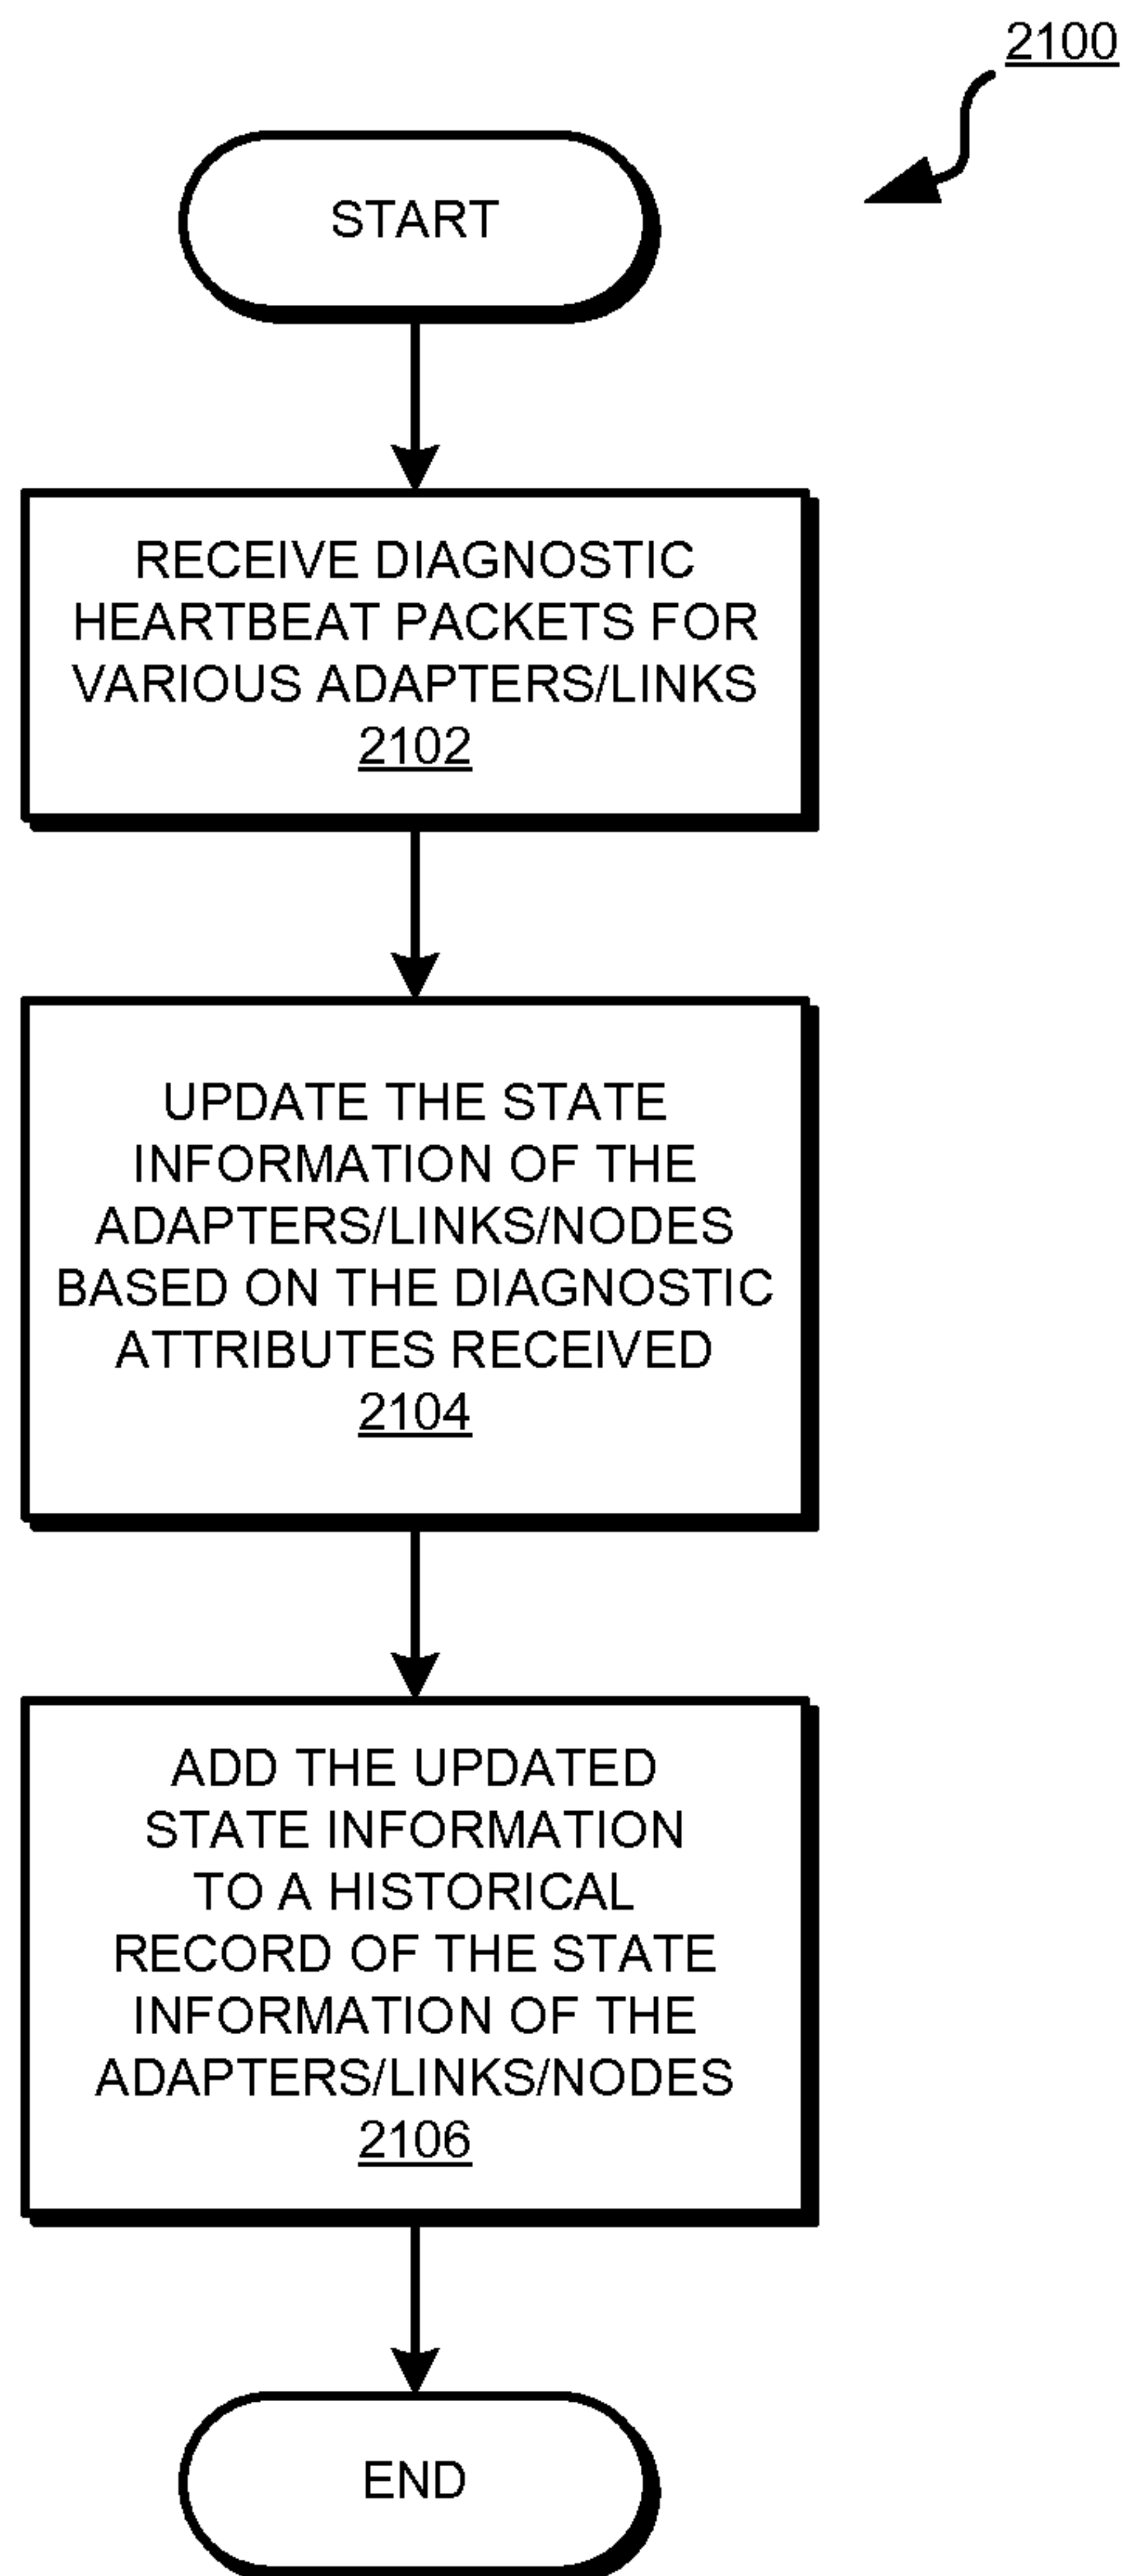 2100
START
RECEIVE DIAGNOSTIC
HEARTBEAT PACKETS FOR
VARIOUS ADAPTERS/LINKS
2102
UPDATE THE STATE
INFORMATION OF THE
ADAPTERS/LINKS/NODES
BASED ON THE DIAGNOSTIC
ATTRIBUTES RECEIVED
2104
ADD THE UPDATED
STATE INFORMATION
TO A HISTORICAL
RECORD OF THE STATE
INFORMATION OF THE
ADAPTERS/LINKS/NODES
2106
END